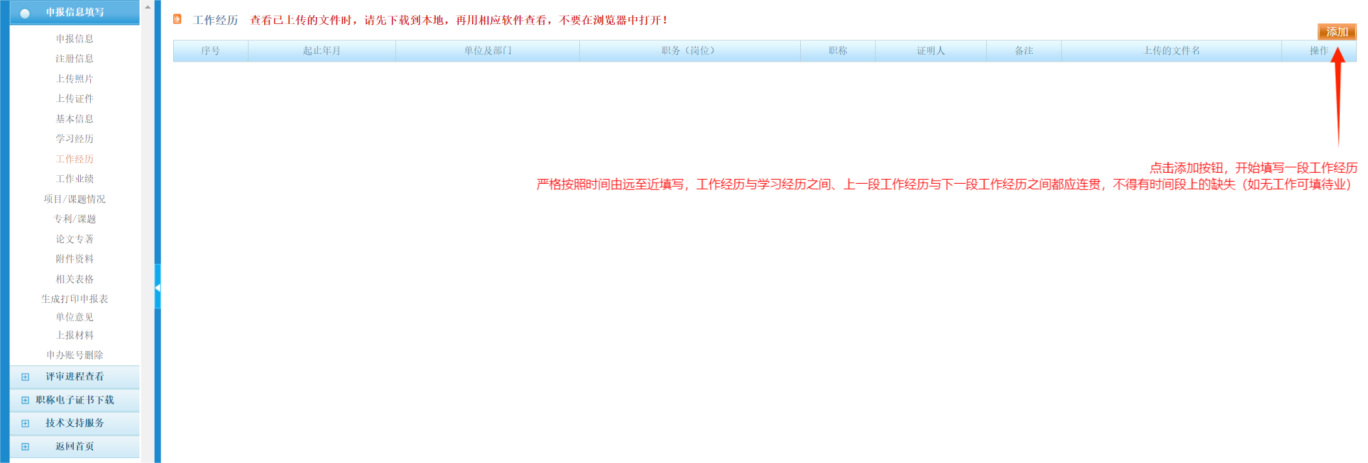 申报信息填写
申报信息
注册信息
上传照片
上传证件
基本信息
学习经历
工作经历
工作业绩
项目/课题情况
专利/课题
论文专著
附件资料
相关表格
生成打印申报表
单位意见
上报材料
申办账号删除
评审进程查看
职称电子证书下载
技术支持服务
返回首页
工作经历 查看已上传的文件时，请先下载到本地，再用相应软件查看，不要在浏览器中打开！
添加
序号 起止年月 单位及部门 职务（岗位） 职称 证明人 备注 上传的文件名 操作
点击添加按钮，开始填写一段工作经历
严格按照时间由远至近填写，工作经历与学习经历之间、上一段工作经历与下一段工作经历之间都应连贯，不得有时间段上的缺失（如无工作可填待业）